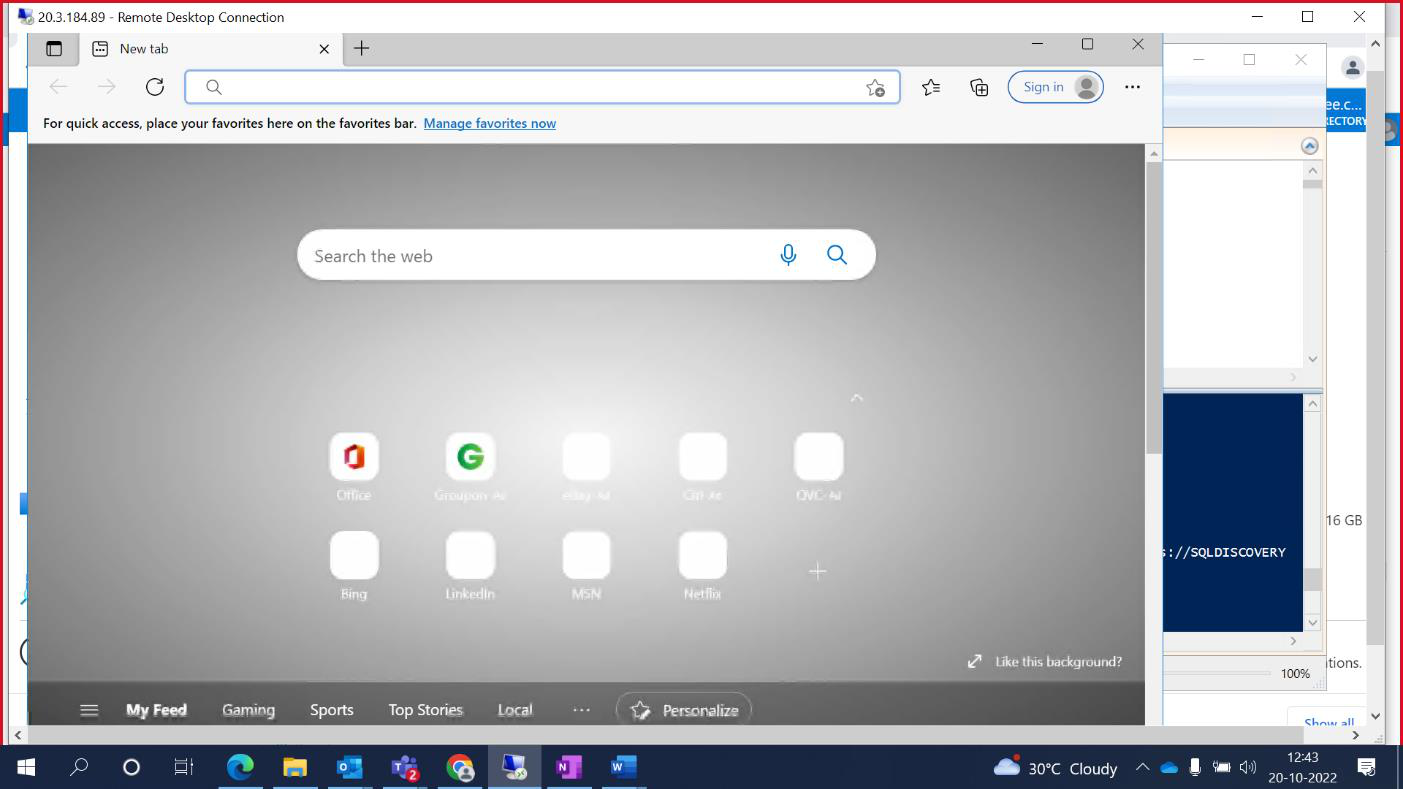 20.3.184.89 - Remote Desktop Connection
New tab
Sign in
For quick access, place your favorites here on the favorites bar. Manage favorites now
ee.c...
RECTORY
Search the web
Office
Groupon-Ad
eBay-Ad
QVC-Ad
Bing
LinkedIn
MSN
Netflix
16 GB
s://SQLDISCOVERY
Like this background?
tions.
100%
My Feed
Gaming
Sports
Top Stories
Local
...
Personalize
Show all
2
30°C Cloudy
12:43
20-10-2022